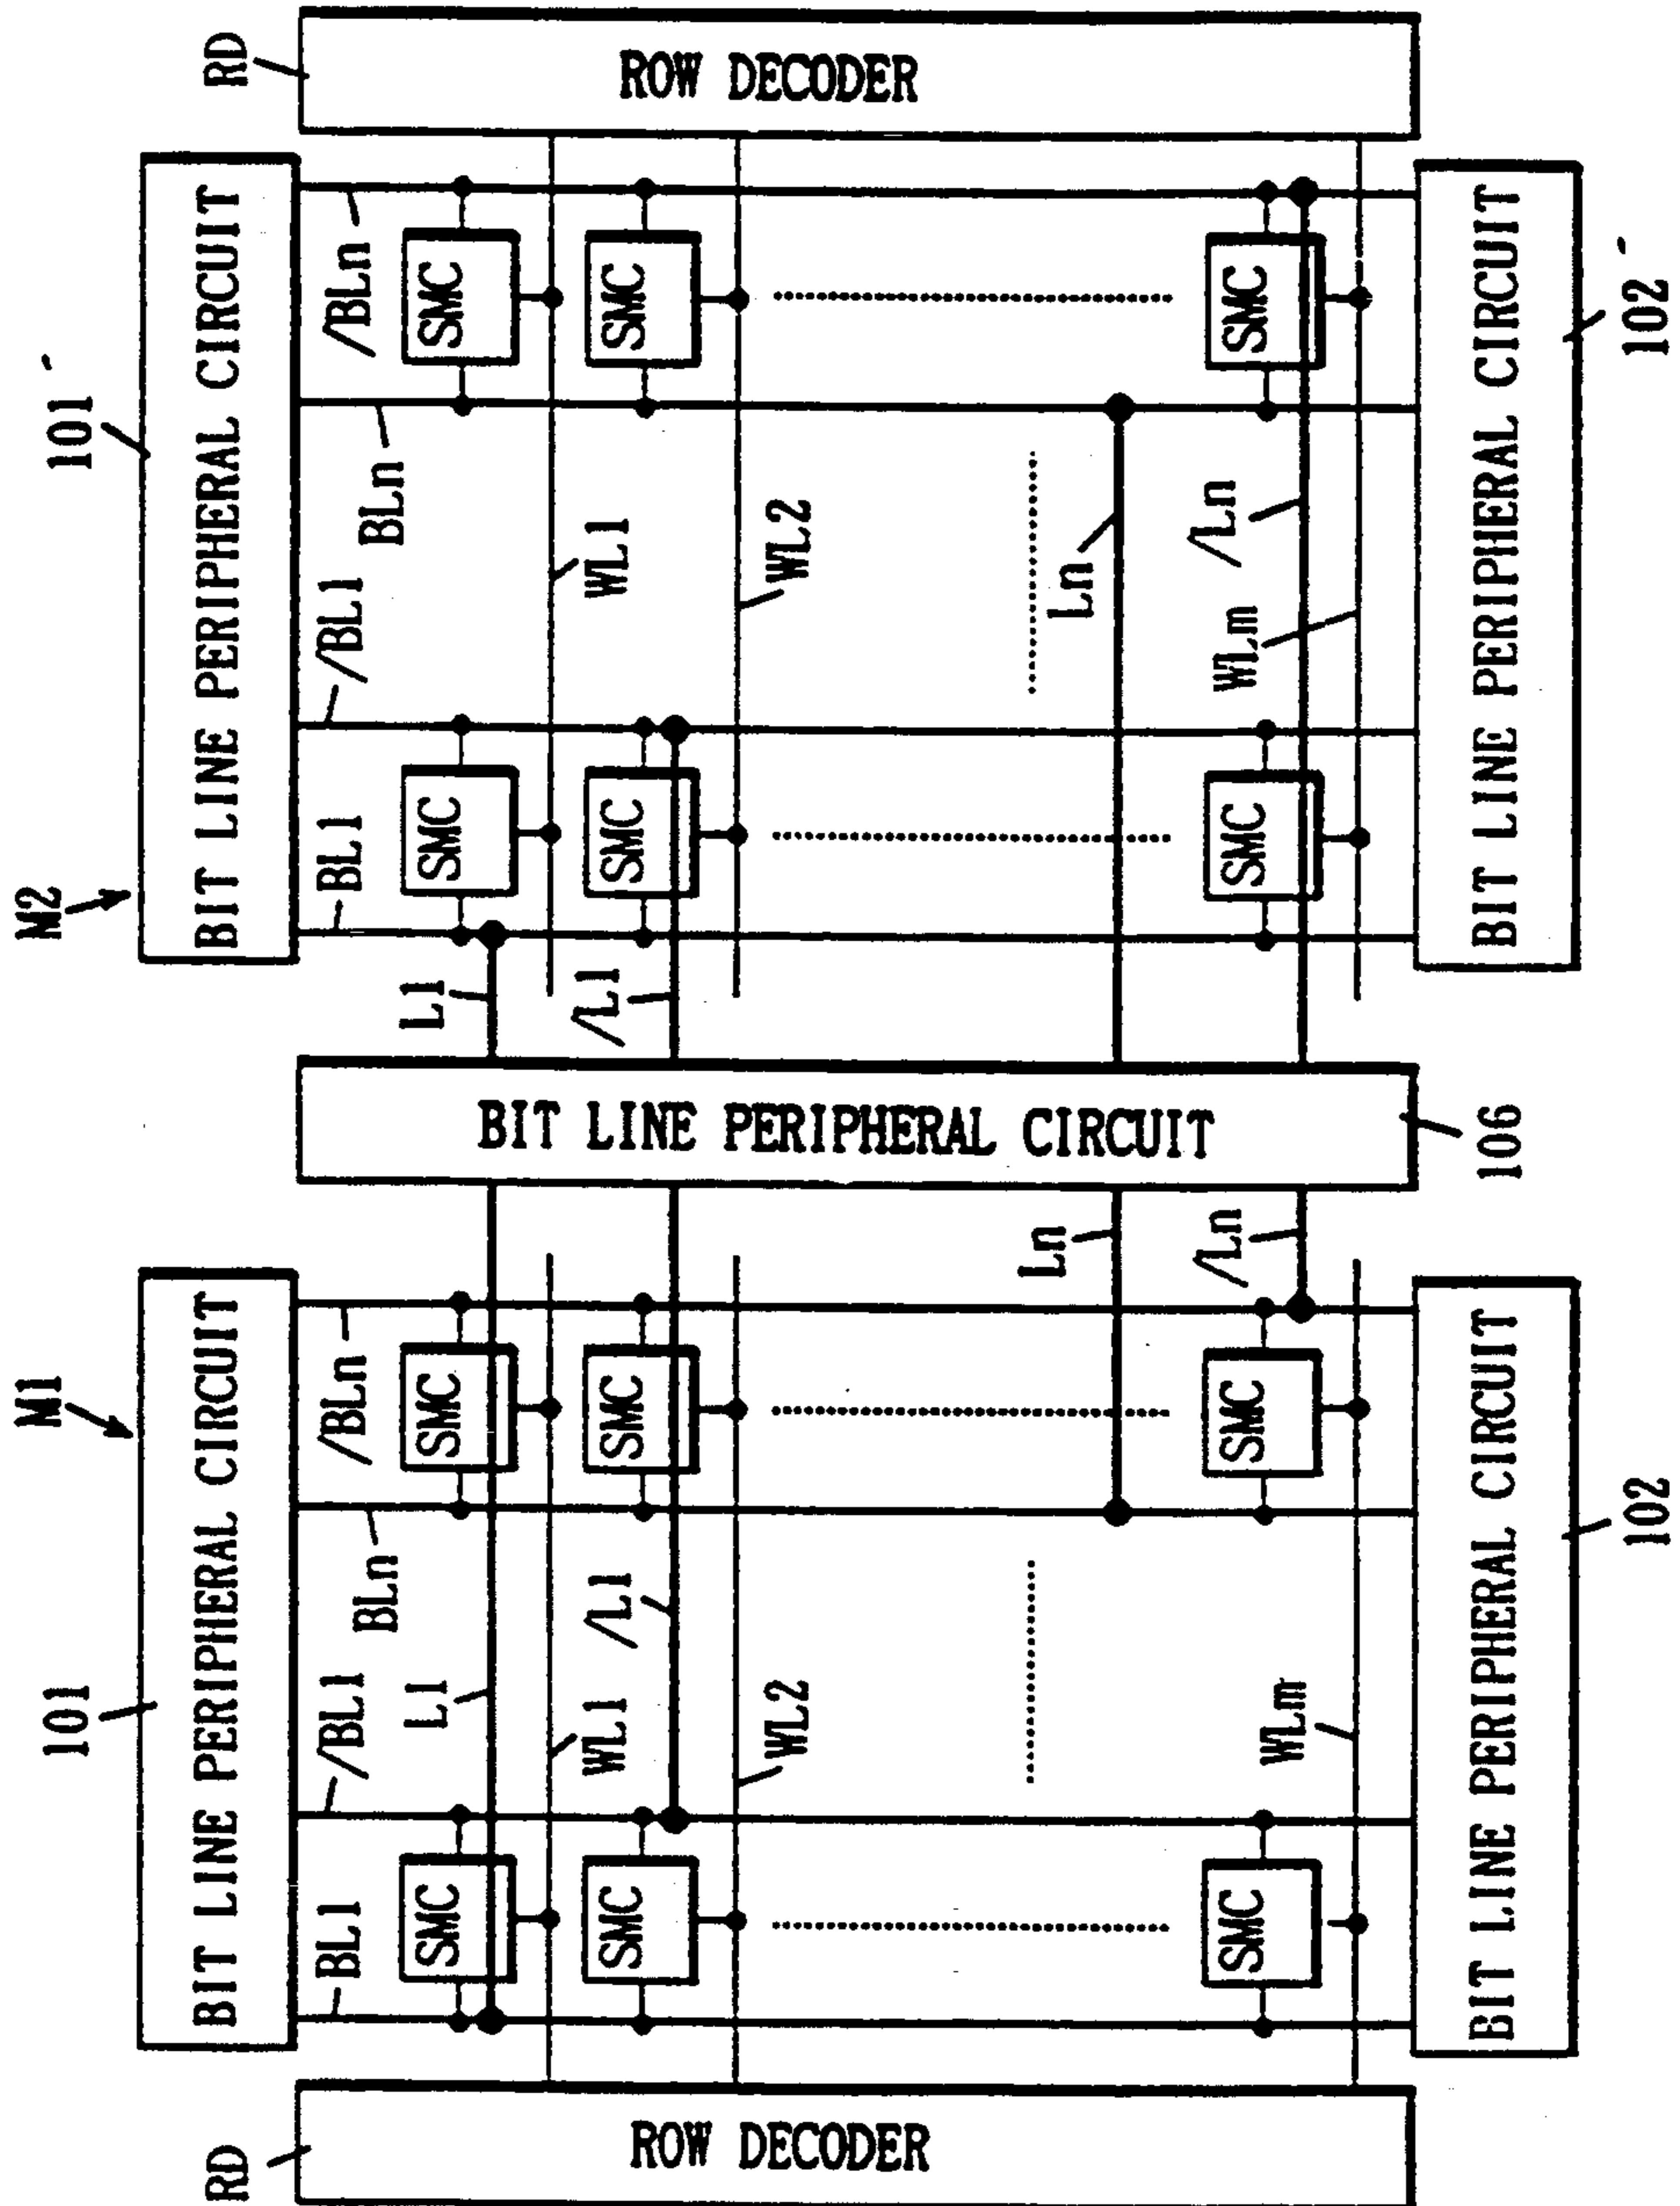 RD
ROW DECODER
M2
101'
BIT LINE PERIPHERAL CIRCUIT
BL1
/BL1
BLn
/BLn
SMC
SMC
L1
WL1
SMC
SMC
/L1
WL2
Ln
SMC
SMC
WLm
/Ln
BIT LINE PERIPHERAL CIRCUIT
102'
BIT LINE PERIPHERAL CIRCUIT
106
M1
101
BIT LINE PERIPHERAL CIRCUIT
BL1
/BL1
BLn
/BLn
SMC
SMC
L1
WL1
SMC
SMC
/L1
WL2
Ln
SMC
SMC
WLm
/Ln
BIT LINE PERIPHERAL CIRCUIT
102
RD
ROW DECODER